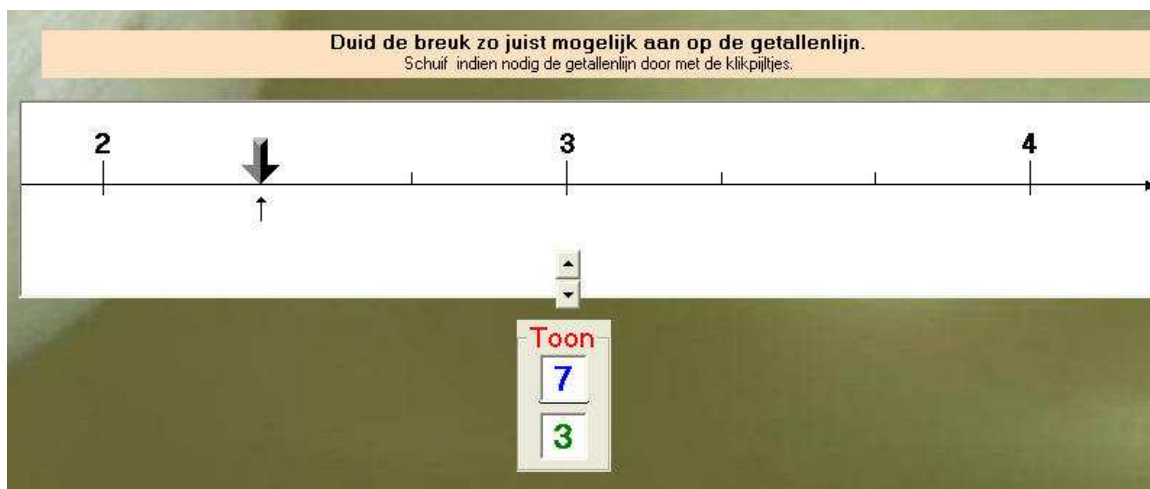 Duid de breuk zo juist mogelijk aan op de getallenlijn.
Schuif indien nodig de getallenlijn door met de klikpijltjes.
2 3 4
Toon
7
3